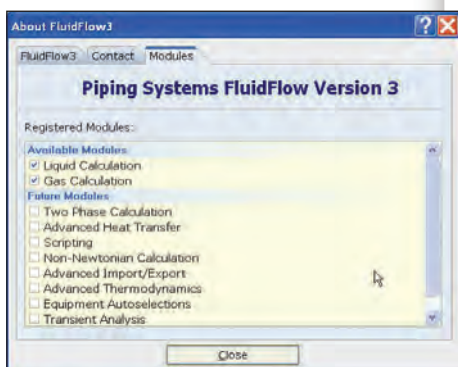 About FluidFlow3
FluidFlow3 Contact Modules
Piping Systems FluidFlow Version 3
Registered Modules:
Available Modules
Liquid Calculation
Gas Calculation
Future Modules
Two Phase Calculation
Advanced Heat Transfer
Scripting
Non-Newtonian Calculation
Advanced Import/Export
Advanced Thermodynamics
Equipment Autoselections
Transient Analysis
Close